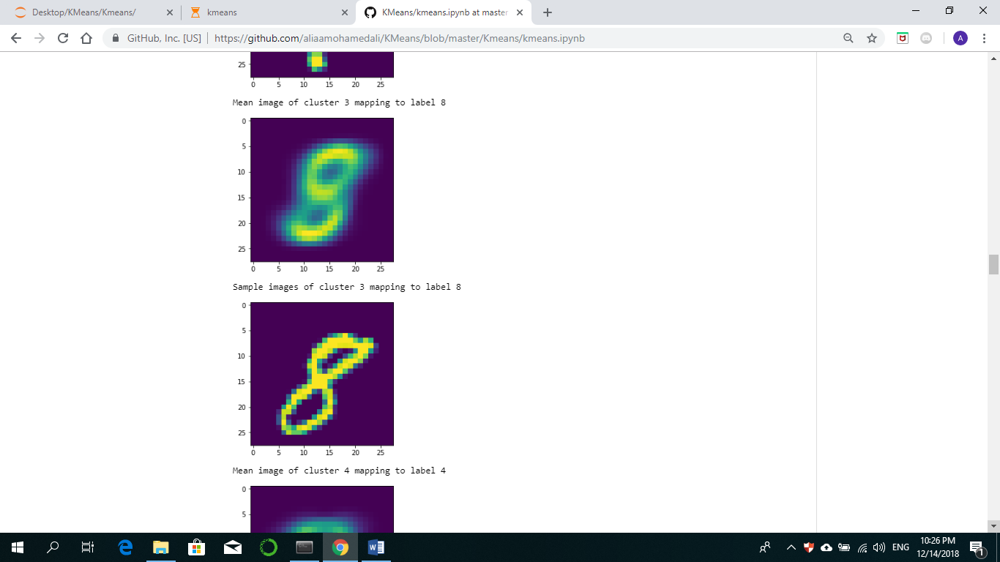 Desktop/KMeans/Kmeans/
kmeans
KMeans/kmeans.ipynb at master
GitHub, Inc. [US]
https://github.com/aliaamohamedali/KMeans/blob/master/Kmeans/kmeans.ipynb
A
25
0 5 10 15 20 25
Mean image of cluster 3 mapping to label 8
0
5
10
15
20
25
0 5 10 15 20 25
Sample images of cluster 3 mapping to label 8
0
5
10
15
20
25
0 5 10 15 20 25
Mean image of cluster 4 mapping to label 4
0
5
ENG
10:26 PM
12/14/2018
1